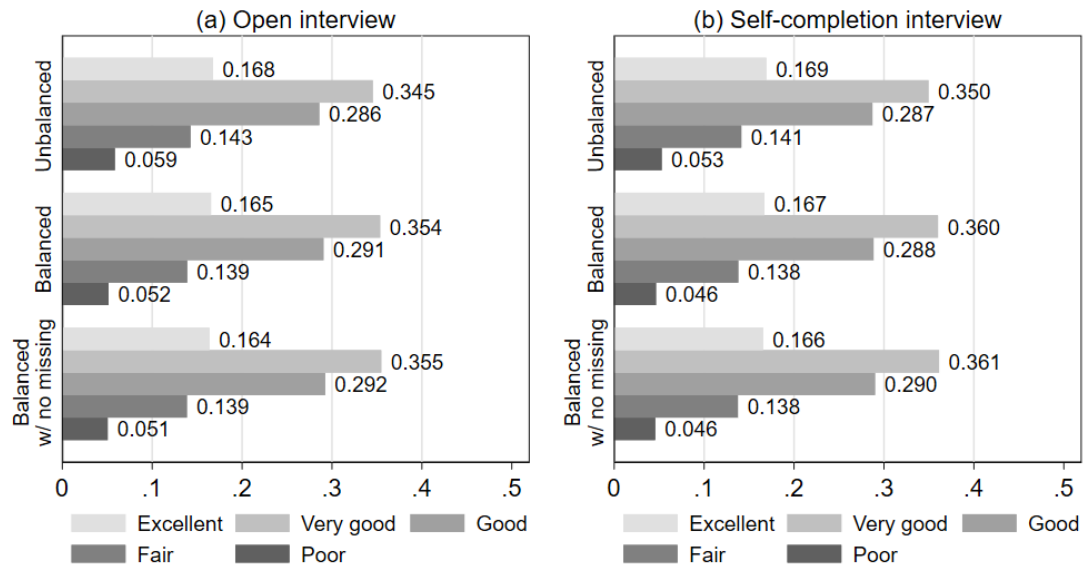 (a) Open interview
Unbalanced
0.168
0.345
0.286
0.143
0.059
Balanced
0.165
0.354
0.291
0.139
0.052
Balanced
w/ no missing
0.164
0.355
0.292
0.139
0.051
0 .1 .2 .3 .4 .5
Excellent Very good Good
Fair Poor
(b) Self-completion interview
Unbalanced
0.169
0.350
0.287
0.141
0.053
Balanced
0.167
0.360
0.288
0.138
0.046
Balanced
w/ no missing
0.166
0.361
0.290
0.138
0.046
0 .1 .2 .3 .4 .5
Excellent Very good Good
Fair Poor